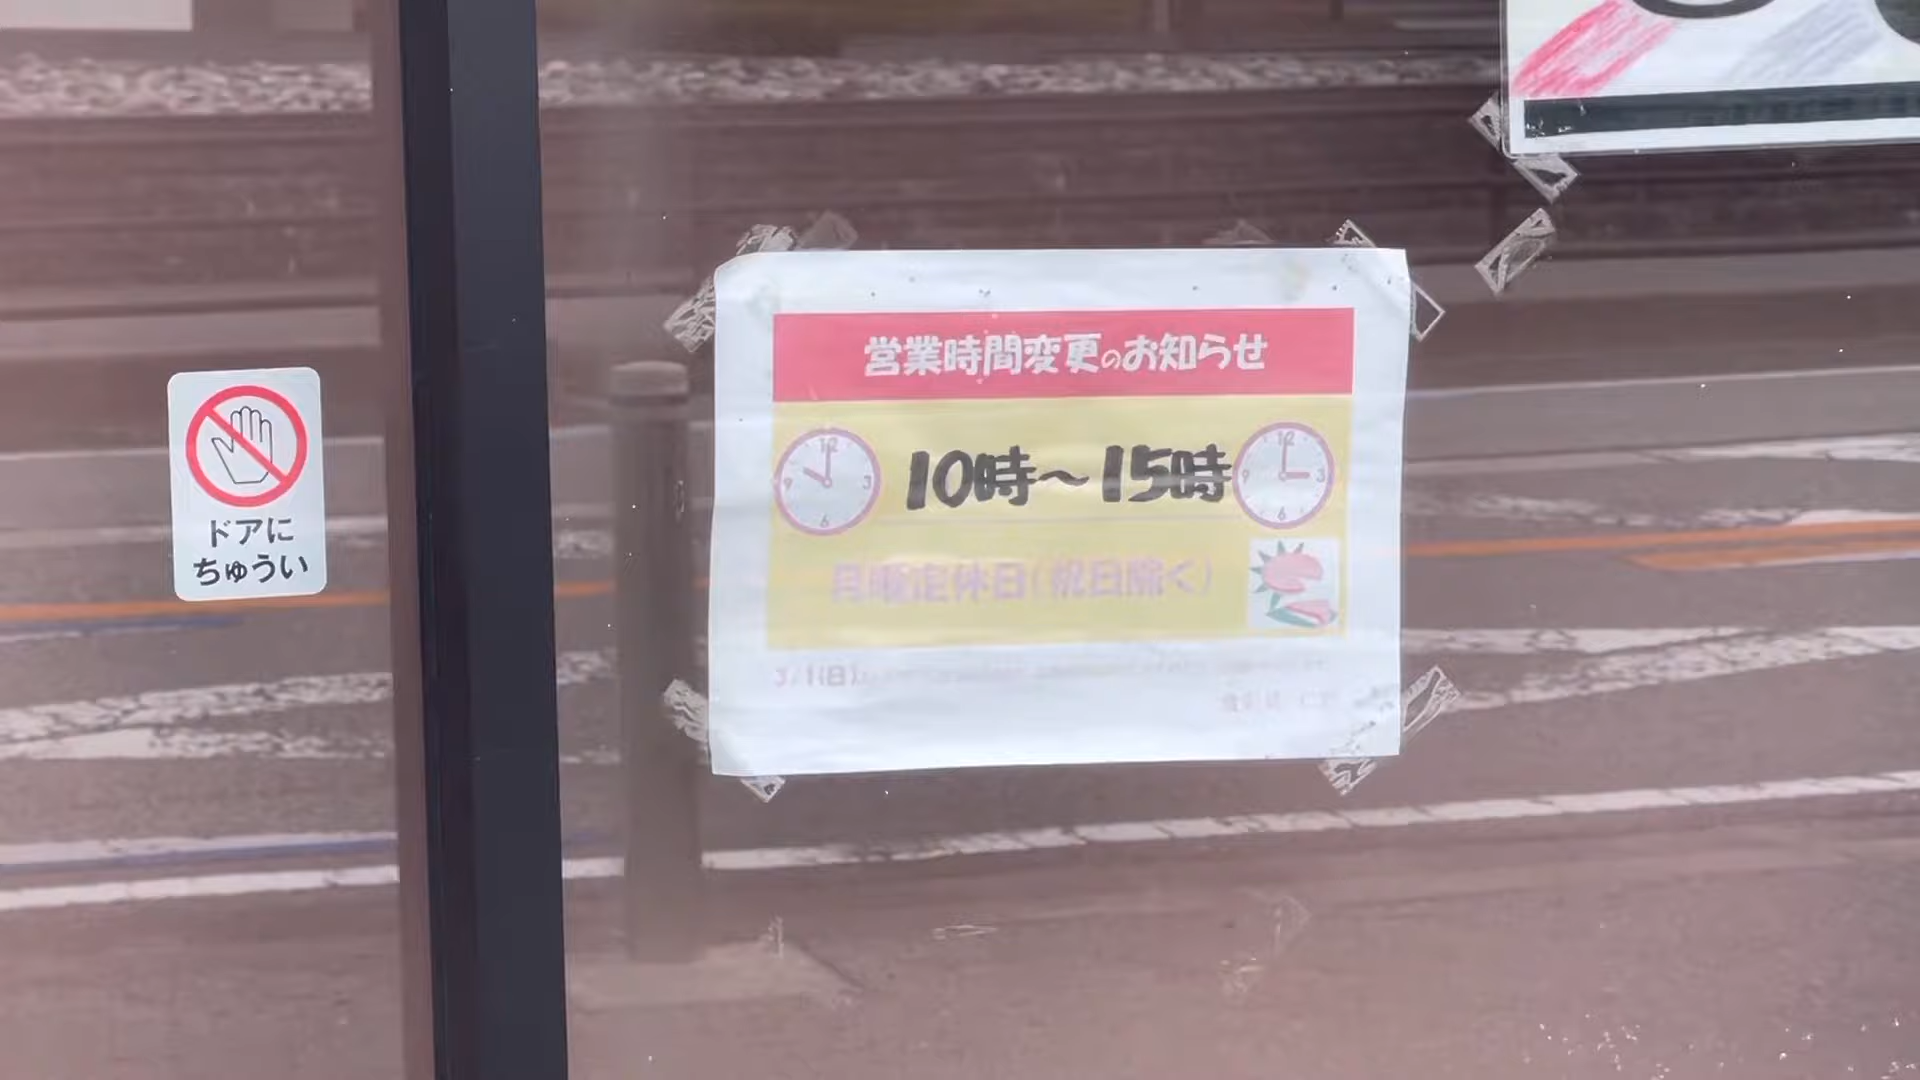 営業時間変更のお知らせ
10時～15時
月曜定休日(祝日除く)
ドアに
ちゅうい